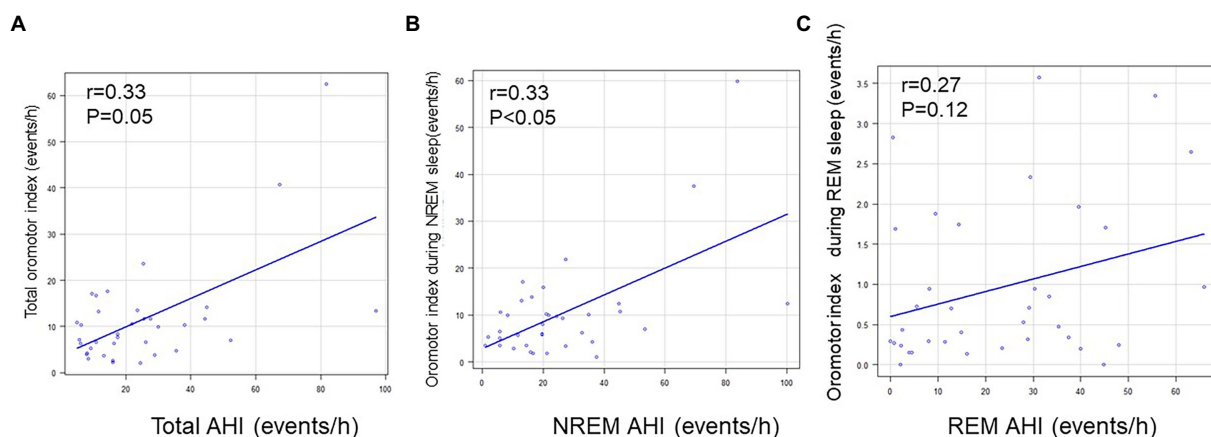 A
B
C
r=0.33
P=0.05
Total oromotor index (events/h)
0
10
20
30
40
50
60
0
20
40
60
80
100
Total AHI (events/h)
r=0.33
P<0.05
Oromotor index during NREM sleep(events/h)
0
10
20
30
40
50
60
0
20
40
60
80
100
NREM AHI (events/h)
r=0.27
P=0.12
Oromotor index during REM sleep (events/h)
0.0
0.5
1.0
1.5
2.0
2.5
3.0
3.5
0
10
20
30
40
50
60
REM AHI (events/h)